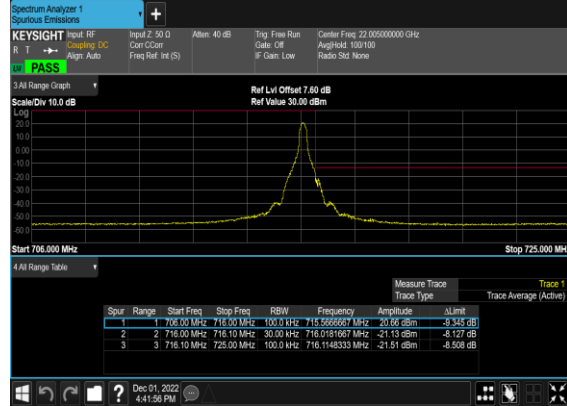 Spectrum Analyzer 1
Spurious Emissions
KEYSIGHT Input: RF Input Z: 50 Ω Atten: 40 dB Trig: Free Run Center Freq: 22.005000000 GHz
R T Coupling: DC Corr CCorr Gate: Off Avg|Hold: 100/100
Align: Auto Freq Ref: Int (S) IF Gain: Low Radio Std: None
PASS
3 All Range Graph
Ref Lvl Offset 7.60 dB
Scale/Div 10.0 dB Ref Value 30.00 dBm
Log
20.0
10.0
0.00
-10.0
-20.0
-30.0
-40.0
-50.0
-60.0
Start 706.000 MHz Stop 725.000 MH
4 All Range Table
Measure Trace Trace 1
Trace Type Trace Average (Active)
Spur Range Start Freq Stop Freq RBW Frequency Amplitude ΔLimit
1 1 706.00 MHz 716.00 MHz 100.0 kHz 715.5666667 MHz 20.66 dBm -9.345 dB
2 2 716.00 MHz 716.10 MHz 30.00 kHz 716.0181667 MHz -21.13 dBm -8.127 dB
3 3 716.10 MHz 725.00 MHz 100.0 kHz 716.1148333 MHz -21.51 dBm -8.508 dB
Dec 01, 2022
4:41:56 PM